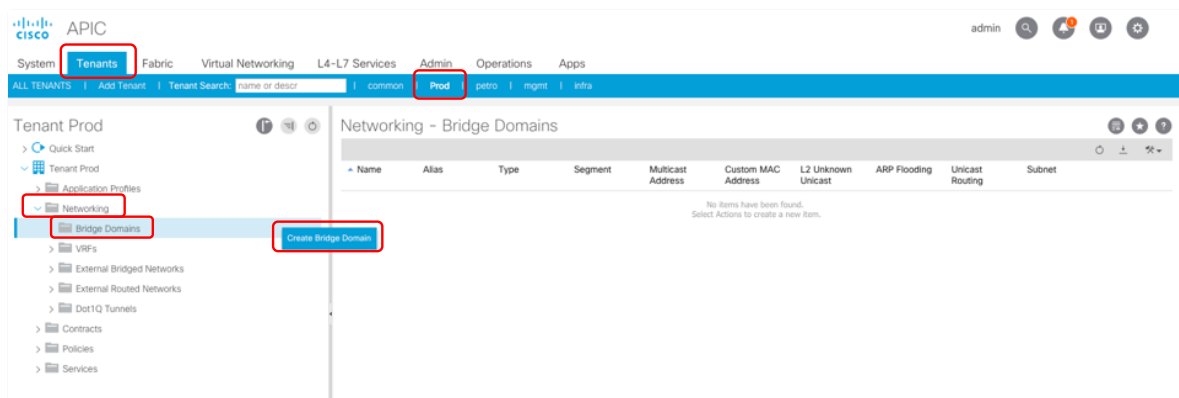 cisco APIC admin 1
System Tenants Fabric Virtual Networking L4-L7 Services Admin Operations Apps
ALL TENANTS | Add Tenant | Tenant Search: name or descr | common | Prod | petro | mgmt | infra
Tenant Prod
Quick Start
Tenant Prod
Application Profiles
Networking
Bridge Domains
VRFs
External Bridged Networks
External Routed Networks
Dot1Q Tunnels
Contracts
Policies
Services
Create Bridge Domain
Networking - Bridge Domains
Name Alias Type Segment Multicast Address Custom MAC Address L2 Unknown Unicast ARP Flooding Unicast Routing Subnet
No items have been found.
Select Actions to create a new item.